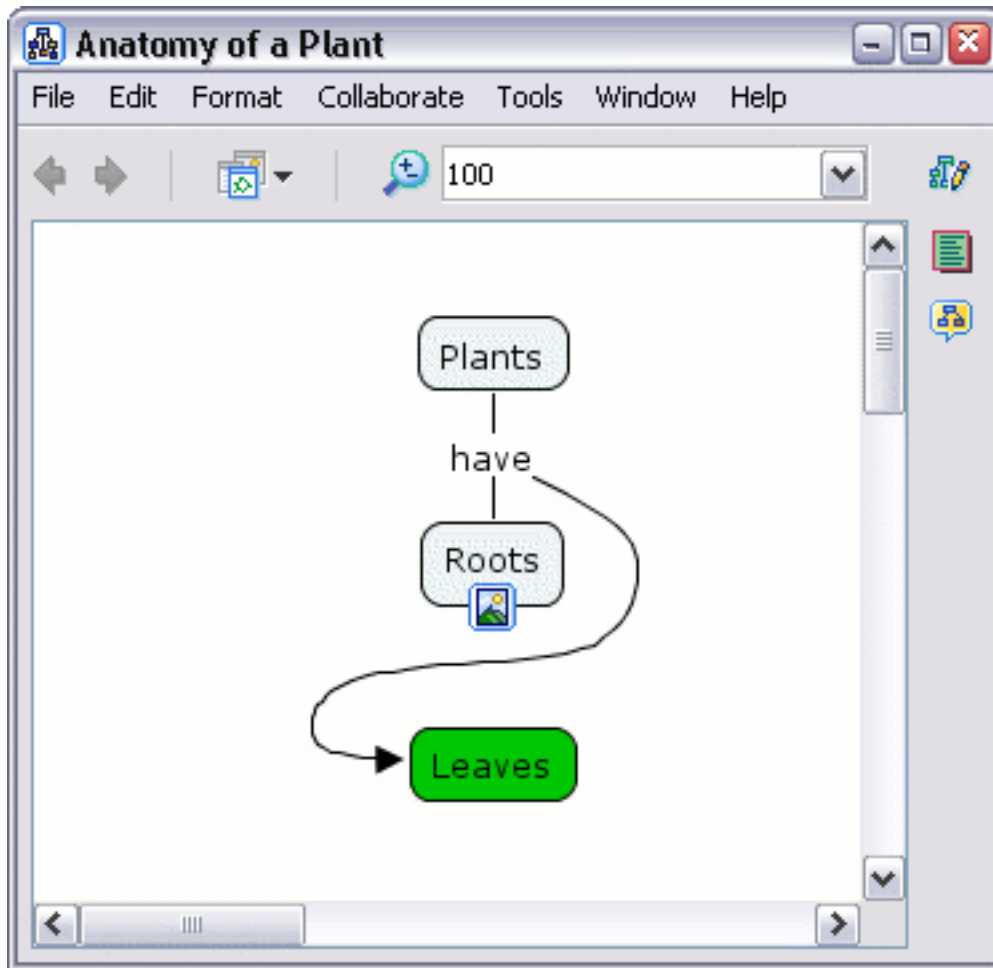 Anatomy of a Plant
File Edit Format Collaborate Tools Window Help
100
Plants
have
Roots
Leaves